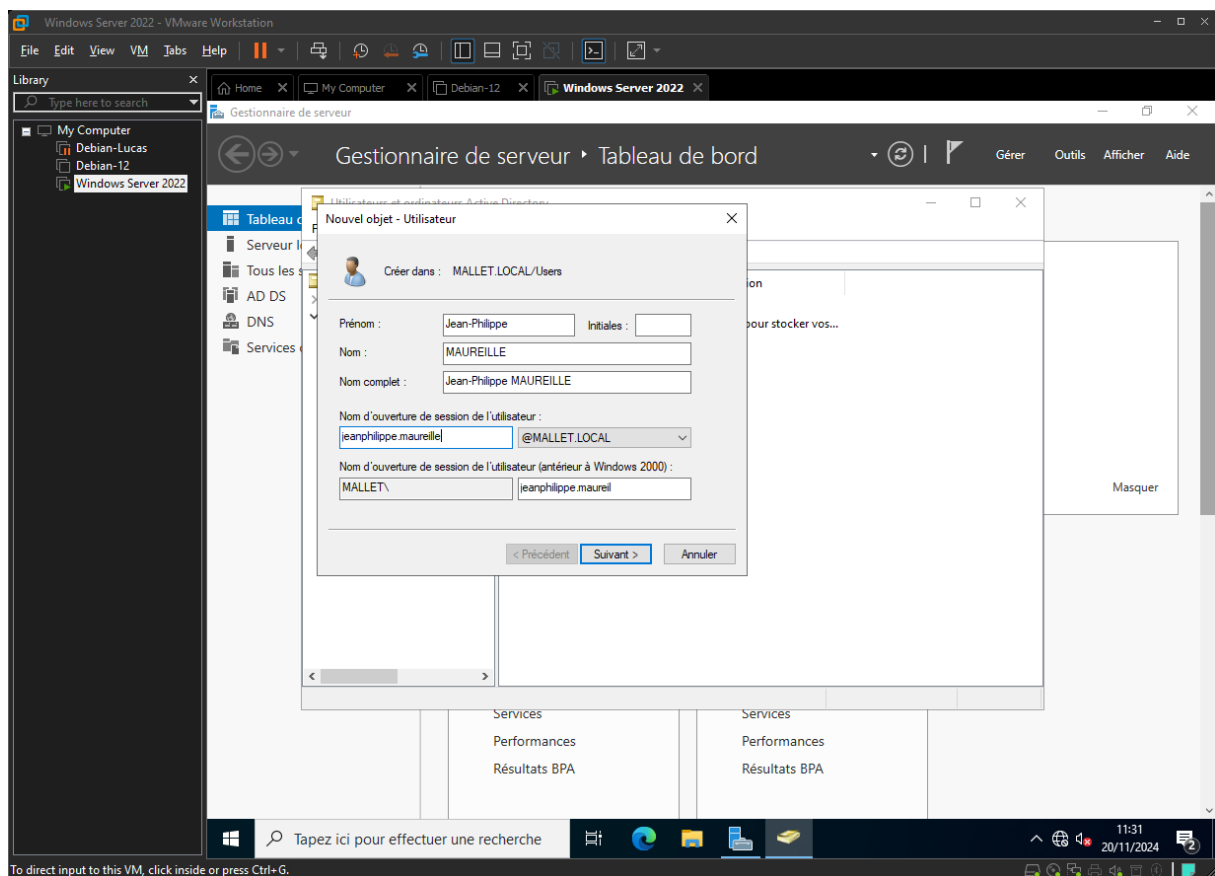 Windows Server 2022 - VMware Workstation
File Edit View VM Tabs Help
Library
Type here to search
My Computer
Debian-Lucas
Debian-12
Windows Server 2022
Home
My Computer
Debian-12
Windows Server 2022
Gestionnaire de serveur
Gestionnaire de serveur Tableau de bord
Gérer Outils Afficher Aide
Tableau
Serveur
Tous les
AD DS
DNS
Services
Utilisateurs et ordinateurs Active Directory
Nouvel objet - Utilisateur
Créer dans : MALLET.LOCAL/Users
Prénom : Jean-Philippe Initiales :
Nom : MAUREILLE
Nom complet : Jean-Philippe MAUREILLE
Nom d'ouverture de session de l'utilisateur :
jeanphilippe.maureille @MALLET.LOCAL
Nom d'ouverture de session de l'utilisateur (antérieur à Windows 2000) :
MALLET\ jeanphilippe.maureil
< Précédent Suivant > Annuler
ion
pour stocker vos...
Masquer
Services
Performances
Résultats BPA
Services
Performances
Résultats BPA
Tapez ici pour effectuer une recherche
11:31
20/11/2024
2
To direct input to this VM, click inside or press Ctrl+G.